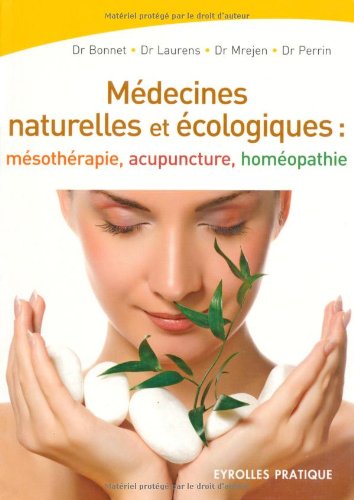 Matériel protégé par le droit d'auteur
Dr Bonnet • Dr Laurens • Dr Mrejen • Dr Perrin
Médecines
naturelles et écologiques :
mésothérapie, acupuncture, homéopathie
EYROLLES PRATIQUE
Matériel protégé par le droit d'auteur